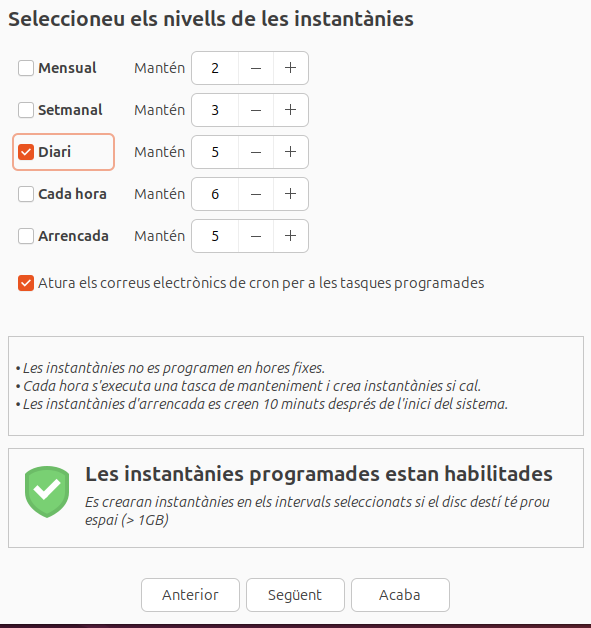 Seleccioneu els nivells de les instantànies
Mensual Mantén 2 — +
Setmanal Mantén 3 — +
Diari Mantén 5 — +
Cada hora Mantén 6 — +
Arrencada Mantén 5 — +
Atura els correus electrònics de cron per a les tasques programades
• Les instantànies no es programen en hores fixes.
• Cada hora s'executa una tasca de manteniment i crea instantànies si cal.
• Les instantànies d'arrencada es creen 10 minuts després de l'inici del sistema.
Les instantànies programades estan habilitades
Es crearan instantànies en els intervals seleccionats si el disc destí té prou
espai (> 1GB)
Anterior Següent Acaba